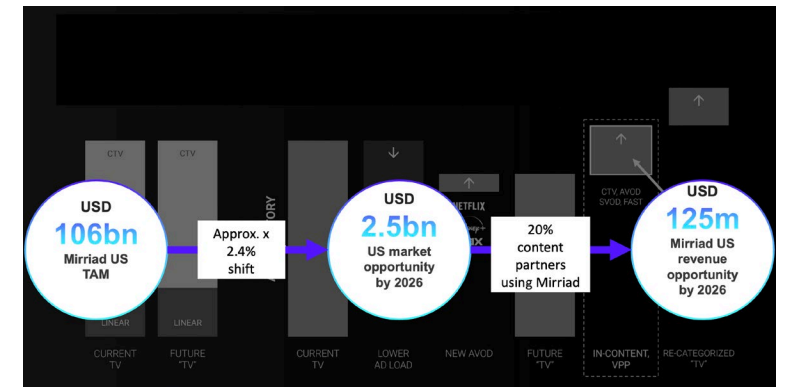 CTV
CTV
USD
106bn
Mirriad US
TAM
Approx. x
2.4%
shift
USD
2.5bn
US market
opportunity
by 2026
NETFLIX
20%
content
partners
using Mirriad
CTV, AVOD
SVOD, FAST
USD
125m
Mirriad US
revenue
opportunity
by 2026
LINEAR
LINEAR
CURRENT
TV
FUTURE
"TV"
CURRENT
TV
LOWER
AD LOAD
NEW AVOD
FUTURE
"TV"
IN-CONTENT,
VPP
RE-CATEGORIZED
"TV"